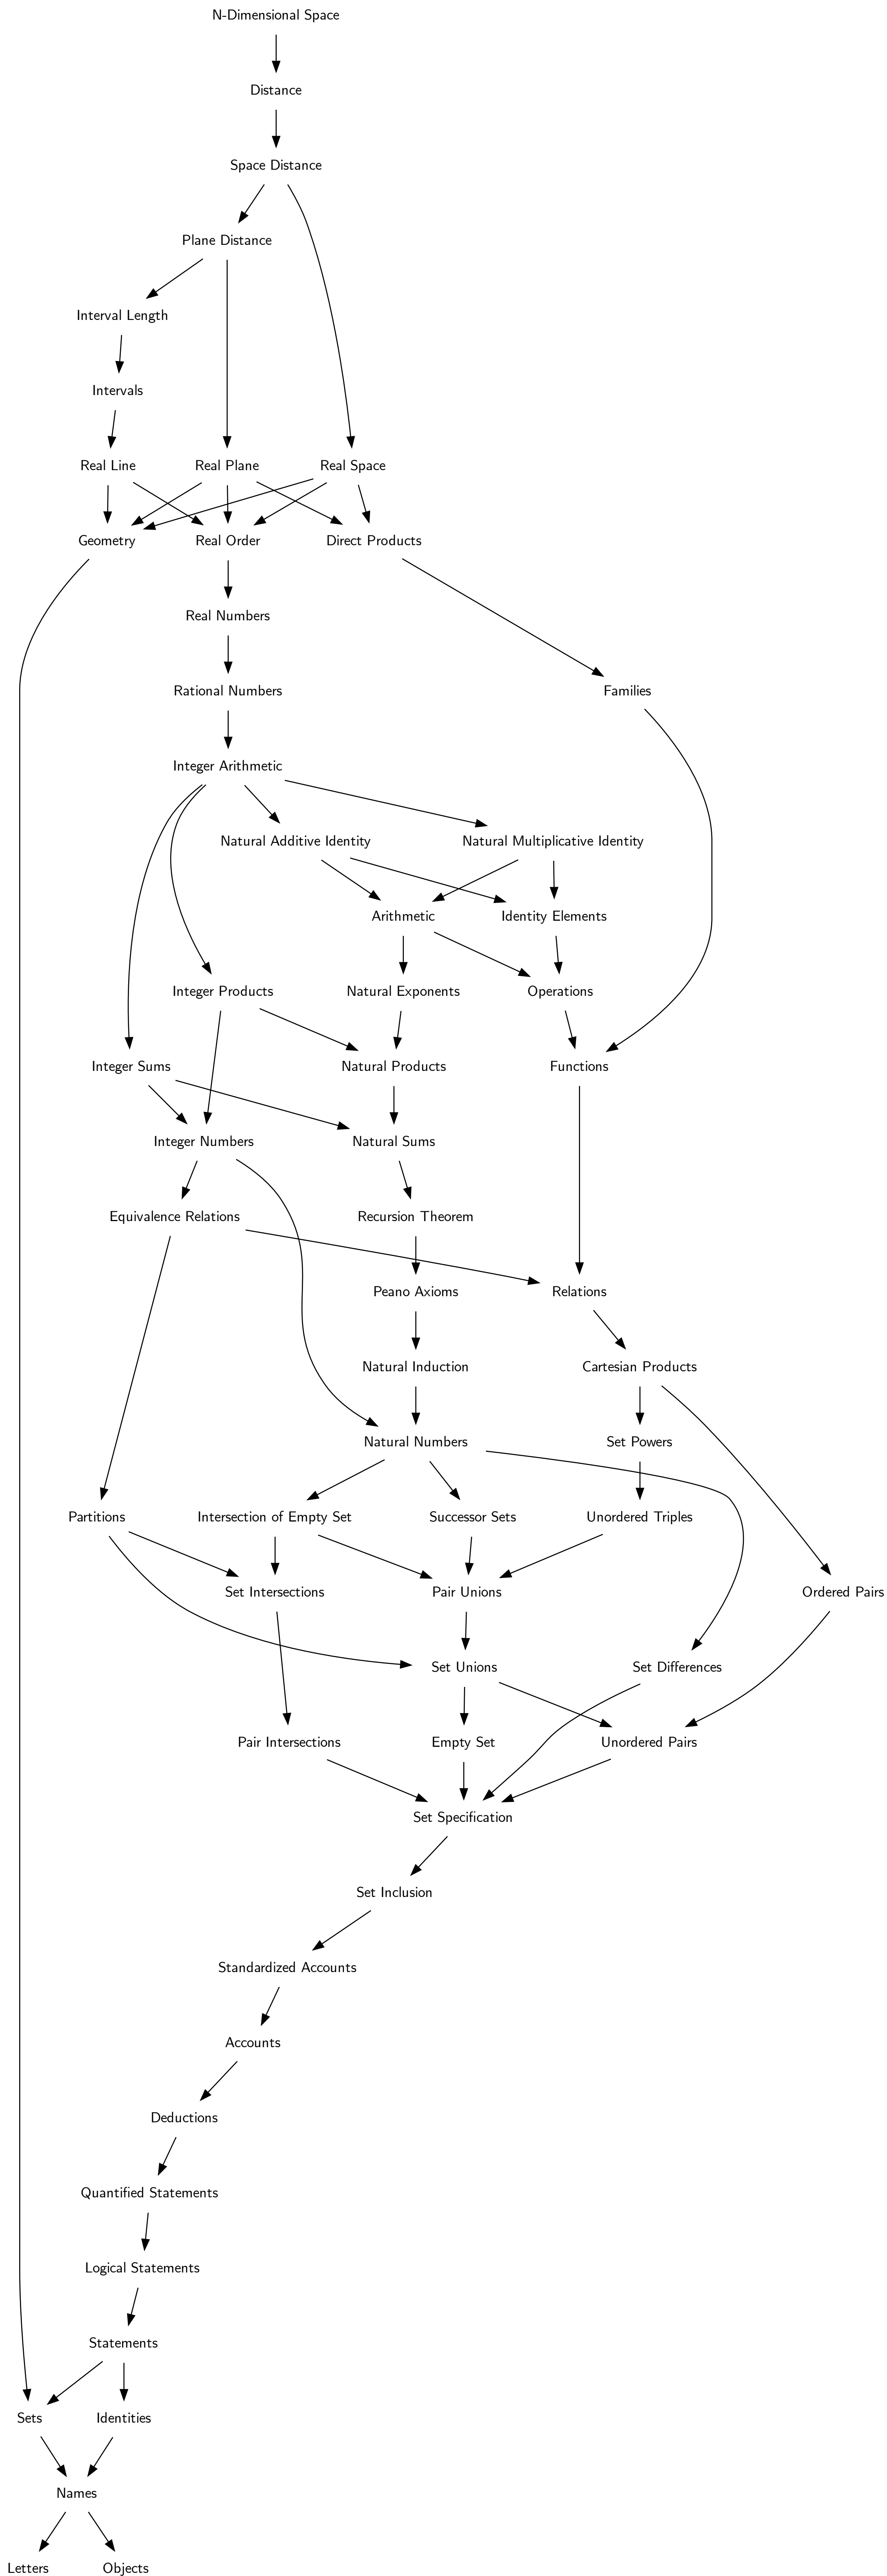 N-Dimensional Space
Distance
Space Distance
Plane Distance
Interval Length
Intervals
Real Line
Real Plane
Real Space
Geometry
Real Order
Direct Products
Real Numbers
Rational Numbers
Families
Integer Arithmetic
Natural Additive Identity
Natural Multiplicative Identity
Arithmetic
Identity Elements
Integer Products
Natural Exponents
Operations
Integer Sums
Natural Products
Functions
Integer Numbers
Natural Sums
Equivalence Relations
Recursion Theorem
Peano Axioms
Relations
Natural Induction
Cartesian Products
Natural Numbers
Set Powers
Partitions
Intersection of Empty Set
Successor Sets
Unordered Triples
Set Intersections
Pair Unions
Ordered Pairs
Set Unions
Set Differences
Pair Intersections
Empty Set
Unordered Pairs
Set Specification
Set Inclusion
Standardized Accounts
Accounts
Deductions
Quantified Statements
Logical Statements
Statements
Sets
Identities
Names
Letters
Objects